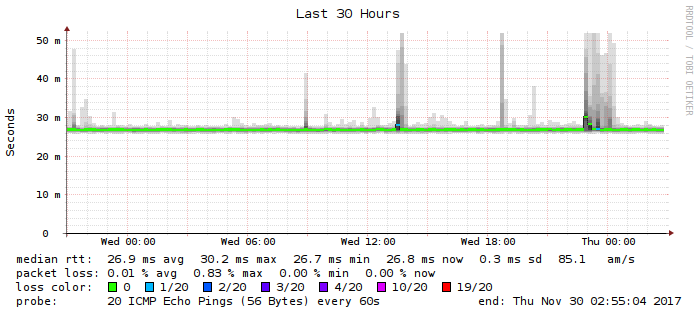 Last 30 Hours
RRDTOOL / TOBI OETIKER
Seconds
50 m
40 m
30 m
20 m
10 m
0
Wed 00:00 Wed 06:00 Wed 12:00 Wed 18:00 Thu 00:00
median rtt: 26.9 ms avg 30.2 ms max 26.7 ms min 26.8 ms now 0.3 ms sd 85.1 am/s
packet loss: 0.01 % avg 0.83 % max 0.00 % min 0.00 % now
loss color: 0 1/20 2/20 3/20 4/20 10/20 19/20
probe: 20 ICMP Echo Pings (56 Bytes) every 60s end: Thu Nov 30 02:55:04 2017